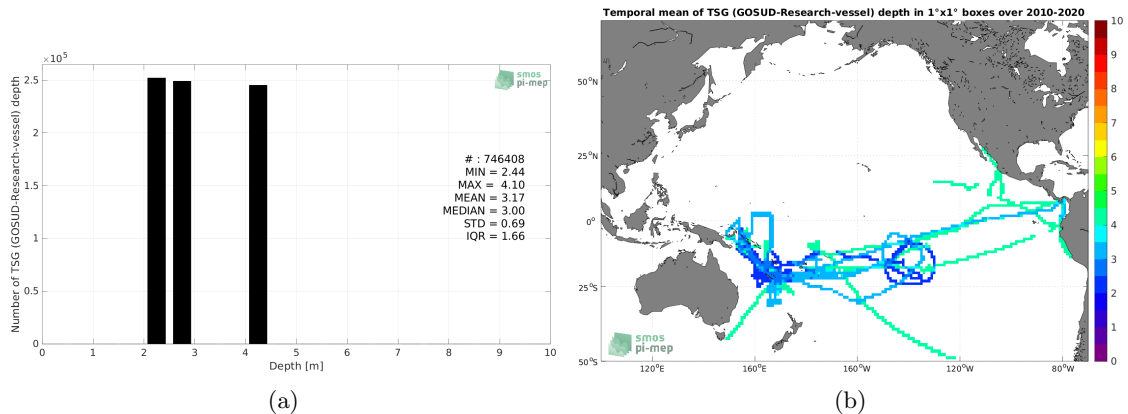 ×10⁵
2.5
2
1.5
1
0.5
0
0 1 2 3 4 5 6 7 8 9 10
Depth [m]
Number of TSG (GOSUD-Research-vessel) depth
smos
pi-mep
# : 746408
MIN = 2.44
MAX = 4.10
MEAN = 3.17
MEDIAN = 3.00
STD = 0.69
IQR = 1.66
(a)
Temporal mean of TSG (GOSUD-Research-vessel) depth in 1°x1° boxes over 2010-2020
50°N
25°N
0°
25°S
50°S
120°E 160°E 160°W 120°W 80°W
smos
pi-mep
10
9
8
7
6
5
4
3
2
1
0
(b)